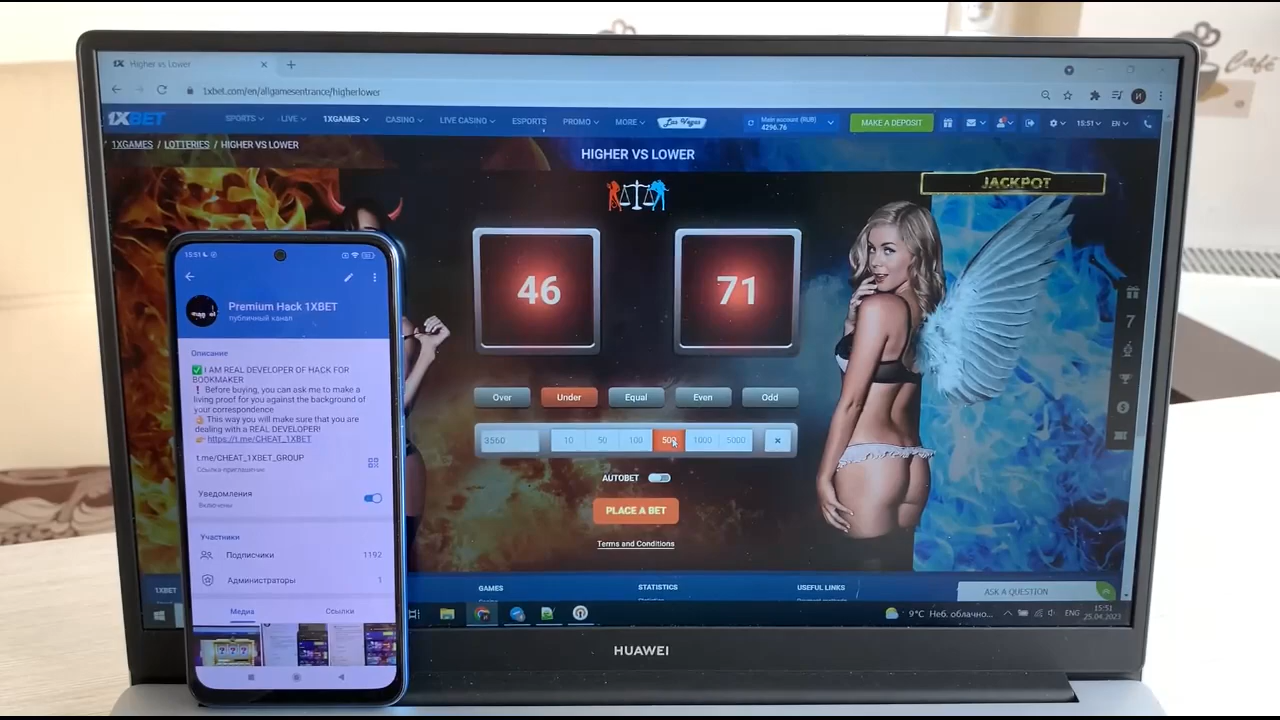 Higher vs Lower
1xbet.com/en/allgamesentrance/higherlower
1XBET
SPORTS LIVE 1XGAMES CASINO LIVE CASINO ESPORTS PROMO MORE Las Vegas
Main account (RUB)
4296.76
MAKE A DEPOSIT
15:51 EN
1XGAMES / LOTTERIES / HIGHER VS LOWER
HIGHER VS LOWER
JACKPOT
46 71
Over Under Equal Even Odd
3560 10 50 100 500 1000 5000 ×
AUTOBET
PLACE A BET
Terms and Conditions
1XBET GAMES STATISTICS USEFUL LINKS
ASK A QUESTION
9°C Неб. облачно... ENG 15:51
25.04.2023
HUAWEI
Café
15:51
Premium Hack 1XBET
публичный канал
Описание
✅ I AM REAL DEVELOPER OF HACK FOR
BOOKMAKER
❗ Before buying, you can ask me to make a
living proof for you against the background of
your correspondence
👌 This way you will make sure that you are
dealing with a REAL DEVELOPER!
👉 https://t.me/CHEAT_1XBET
t.me/CHEAT_1XBET_GROUP
Ссылка-приглашение
Уведомления
Включены
Участники
Подписчики 1192
Администраторы 1
Медиа Ссылки
7 7 7